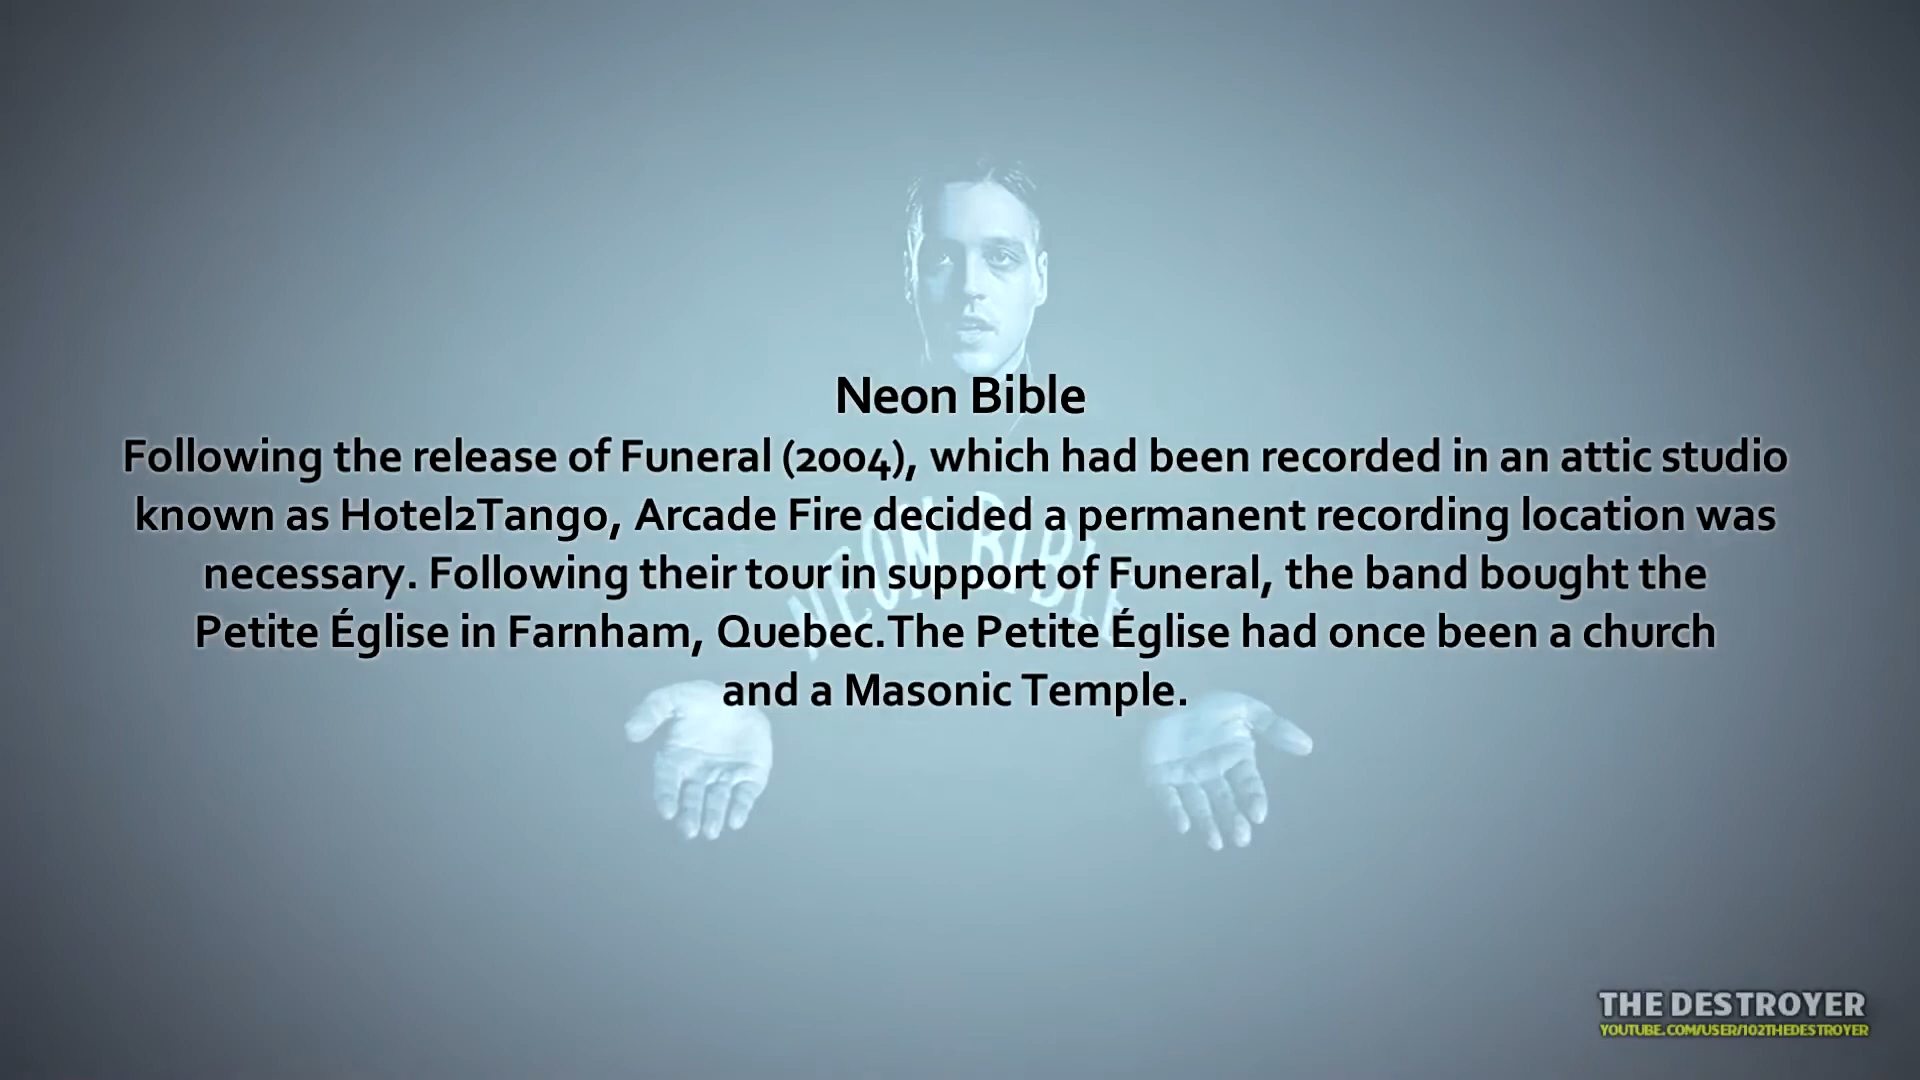 Neon Bible
Following the release of Funeral (2004), which had been recorded in an attic studio
known as Hotel2Tango, Arcade Fire decided a permanent recording location was
necessary. Following their tour in support of Funeral, the band bought the
Petite Église in Farnham, Quebec.The Petite Église had once been a church
and a Masonic Temple.
NEON BIBLE
THE DESTROYER
YOUTUBE.COM/USER/102THEDESTROYER